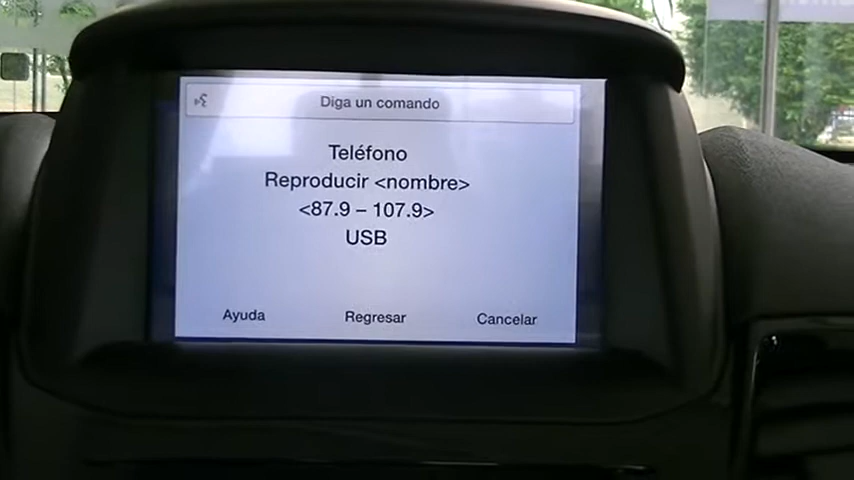 Diga un comando
Teléfono
Reproducir <nombre>
<87.9 – 107.9>
USB
Ayuda Regresar Cancelar